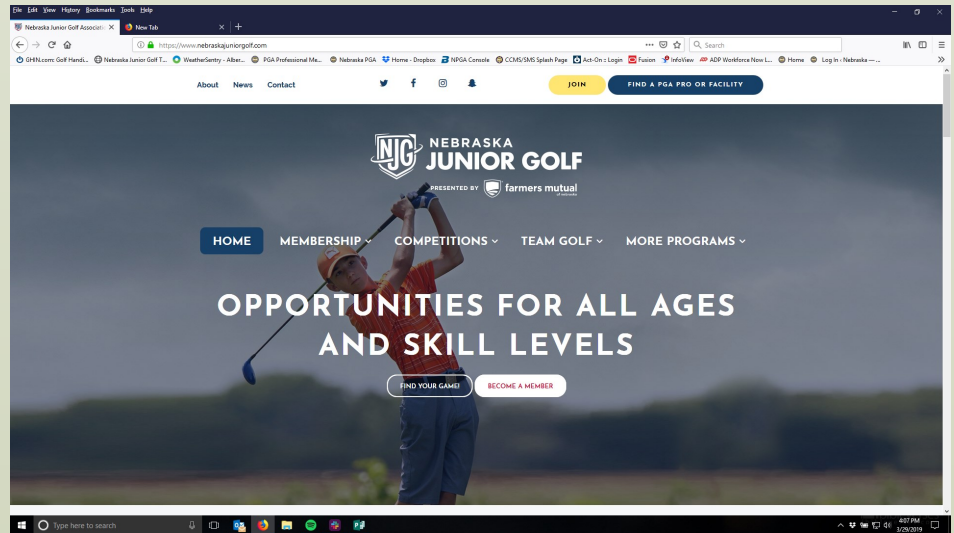 File Edit View History Bookmarks Tools Help
Nebraska Junior Golf Associatio × New Tab × +
https://www.nebraskajuniorgolf.com Search
GHIN.com: Golf Handi... Nebraska Junior Golf T... WeatherSentry - Alber... PGA Professional Me... Nebraska PGA Home - Dropbox NPGA Console CCMS/SMS Splash Page Act-On :: Login Fusion InfoView ADP Workforce Now L... Home Log In ‹ Nebraska —...
About News Contact JOIN FIND A PGA PRO OR FACILITY
NJG NEBRASKA
JUNIOR GOLF
PRESENTED BY farmers mutual
of nebraska
HOME MEMBERSHIP COMPETITIONS TEAM GOLF MORE PROGRAMS
OPPORTUNITIES FOR ALL AGES
AND SKILL LEVELS
FIND YOUR GAME! BECOME A MEMBER
Type here to search 4:07 PM
3/29/2019